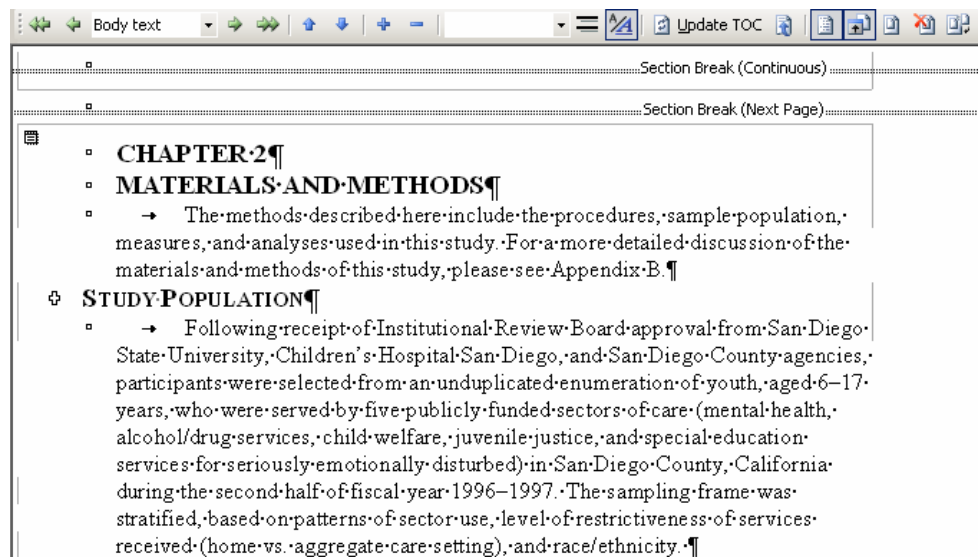 Body text Update TOC
Section Break (Continuous)
Section Break (Next Page)
CHAPTER·2¶
MATERIALS·AND·METHODS¶
The·methods·described·here·include·the·procedures,·sample·population,·
measures,·and·analyses·used·in·this·study.·For·a·more·detailed·discussion·of·the·
materials·and·methods·of·this·study,·please·see·Appendix·B.¶
STUDY·POPULATION¶
Following·receipt·of·Institutional·Review·Board·approval·from·San·Diego·
State·University,·Children's·Hospital·San·Diego,·and·San·Diego·County·agencies,·
participants·were·selected·from·an·unduplicated·enumeration·of·youth,·aged·6–17·
years,·who·were·served·by·five·publicly·funded·sectors·of·care·(mental·health,·
alcohol/drug·services,·child·welfare,·juvenile·justice,·and·special·education·
services·for·seriously·emotionally·disturbed)·in·San·Diego·County,·California·
during·the·second·half·of·fiscal·year·1996–1997.·The·sampling·frame·was·
stratified,·based·on·patterns·of·sector·use,·level·of·restrictiveness·of·services·
received·(home·vs.·aggregate·care·setting),·and·race/ethnicity.·¶